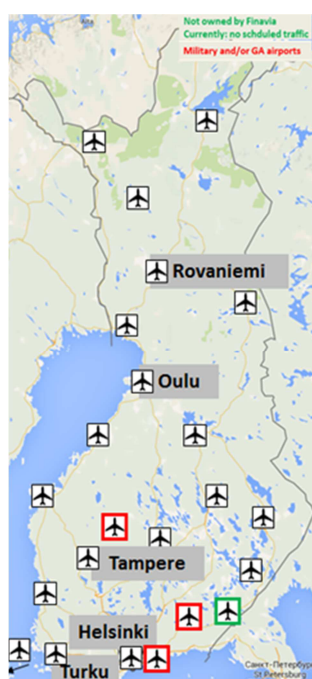 Not owned by Finavia
Currently: no schduled traffic
Military and/or GA airports
Alta
Rovaniemi
Oulu
Tampere
Helsinki
Turku
Санкт-Петербург
St Petersburg